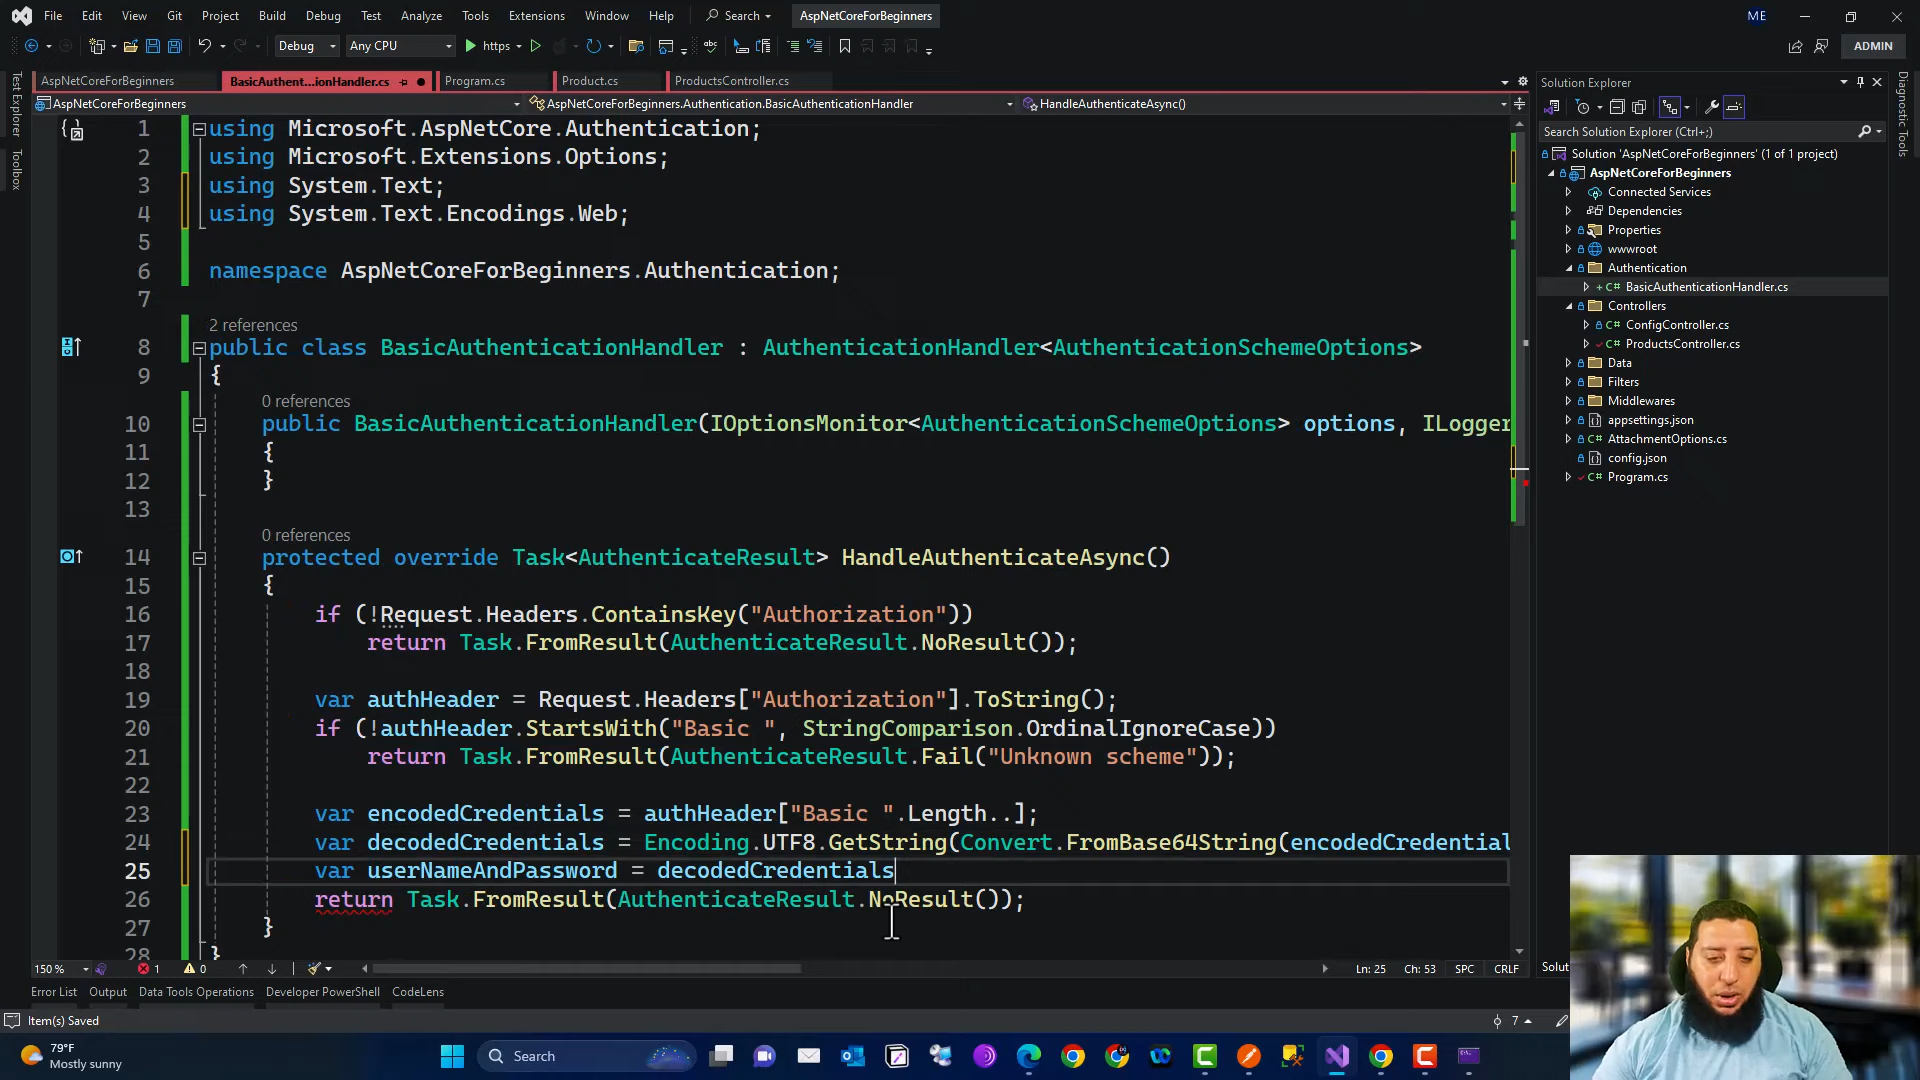 File Edit View Git Project Build Debug Test Analyze Tools Extensions Window Help Search AspNetCoreForBeginners ME
Debug Any CPU https ADMIN
AspNetCoreForBeginners BasicAuthent...ionHandler.cs Program.cs Product.cs ProductsController.cs
AspNetCoreForBeginners AspNetCoreForBeginners.Authentication.BasicAuthenticationHandler HandleAuthenticateAsync()
Test Explorer
Toolbox
1 using Microsoft.AspNetCore.Authentication;
2 using Microsoft.Extensions.Options;
3 using System.Text;
4 using System.Text.Encodings.Web;
5
6 namespace AspNetCoreForBeginners.Authentication;
7
2 references
8 public class BasicAuthenticationHandler : AuthenticationHandler<AuthenticationSchemeOptions>
9 {
0 references
10 public BasicAuthenticationHandler(IOptionsMonitor<AuthenticationSchemeOptions> options, ILogger
11 {
12 }
13
0 references
14 protected override Task<AuthenticateResult> HandleAuthenticateAsync()
15 {
16 if (!Request.Headers.ContainsKey("Authorization"))
17 return Task.FromResult(AuthenticateResult.NoResult());
18
19 var authHeader = Request.Headers["Authorization"].ToString();
20 if (!authHeader.StartsWith("Basic ", StringComparison.OrdinalIgnoreCase))
21 return Task.FromResult(AuthenticateResult.Fail("Unknown scheme"));
22
23 var encodedCredentials = authHeader["Basic ".Length..];
24 var decodedCredentials = Encoding.UTF8.GetString(Convert.FromBase64String(encodedCredential
25 var userNameAndPassword = decodedCredentials
26 return Task.FromResult(AuthenticateResult.NoResult());
27 }
28 }
150 % 1 0 Ln: 25 Ch: 53 SPC CRLF
Error List Output Data Tools Operations Developer PowerShell CodeLens
Item(s) Saved 7
Solution Explorer
Search Solution Explorer (Ctrl+;)
Solution 'AspNetCoreForBeginners' (1 of 1 project)
AspNetCoreForBeginners
Connected Services
Dependencies
Properties
wwwroot
Authentication
+ C# BasicAuthenticationHandler.cs
Controllers
C# ConfigController.cs
C# ProductsController.cs
Data
Filters
Middlewares
appsettings.json
C# AttachmentOptions.cs
config.json
C# Program.cs
Solut
Diagnostic Tools
79°F
Mostly sunny
Search